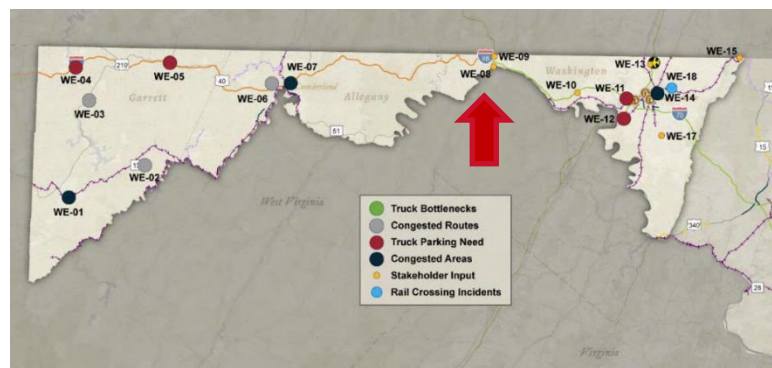 WE-09
WE-15
WE-07
68
WE-13
219
WE-04
WE-05
WE-08
Washington
WE-18
40
Cumberland
WE-06
WE-10
WE-11
WE-14
Garrett
Allegany
WE-03
70
WE-12
51
WE-17
15
WE-02
WE-01
West Virginia
Truck Bottlenecks
Congested Routes
Truck Parking Need
Congested Areas
Stakeholder Input
Rail Crossing Incidents
340
28
Virginia